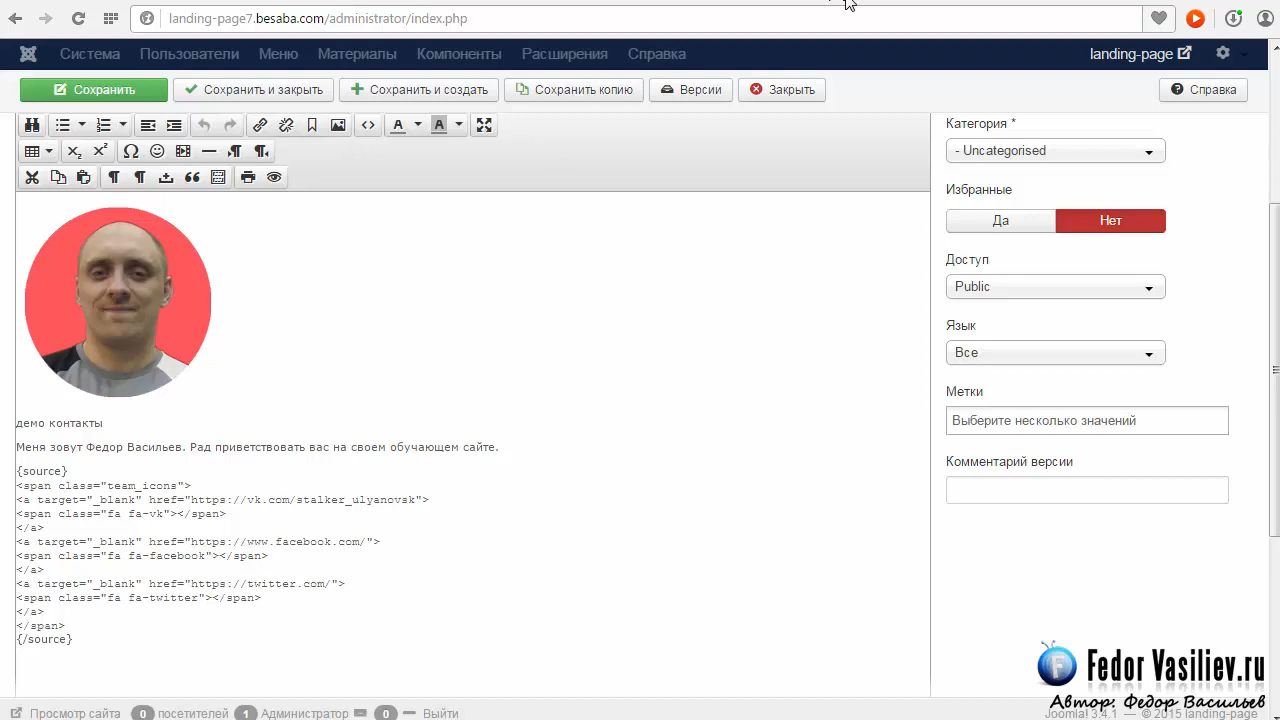 landing-page7.besaba.com/administrator/index.php
Система Пользователи Меню Материалы Компоненты Расширения Справка landing-page
Сохранить Сохранить и закрыть Сохранить и создать Сохранить копию Версии Закрыть Справка
A A
X2 X2 Ω
демо контакты
Меня зовут Федор Васильев. Рад приветствовать вас на своем обучающем сайте.
{source}
<span class="team_icons">
<a target="_blank" href="https://vk.com/stalker_ulyanovsk">
<span class="fa fa-vk"></span>
</a>
<a target="_blank" href="https://www.facebook.com/">
<span class="fa fa-facebook"></span>
</a>
<a target="_blank" href="https://twitter.com/">
<span class="fa fa-twitter"></span>
</a>
</span>
{/source}
Категория *
- Uncategorised
Избранные
Да Нет
Доступ
Public
Язык
Все
Метки
Выберите несколько значений
Комментарий версии
F Fedor Vasiliev.ru
Автор: Федор Васильев
Просмотр сайта 0 посетителей 1 Администратор 0 Выйти
Joomla! 3.4.1 — © 2015 landing-page